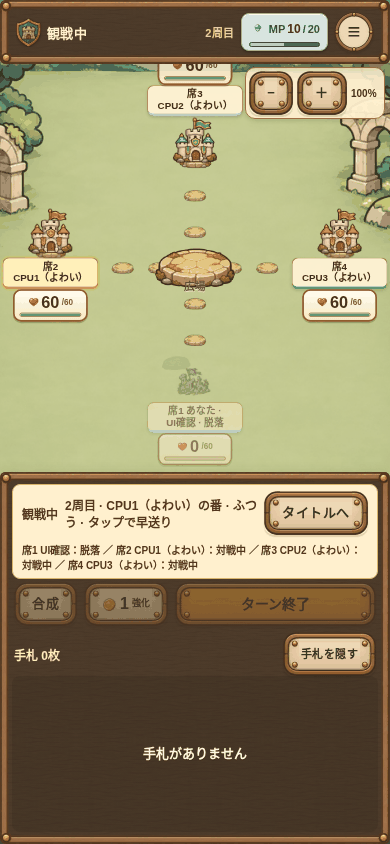 観戦中
2周目
MP 10 / 20
60 /60
席3
CPU2（よわい）
-
+
100%
席2
CPU1（よわい）
60 /60
広場
席4
CPU3（よわい）
60 /60
席1 あなた・
UI確認・脱落
0 /60
観戦中
2周目・CPU1（よわい）の番・ふつ
う・タップで早送り
タイトルへ
席1 UI確認：脱落 ／ 席2 CPU1（よわい）：対戦中 ／ 席3 CPU2（よわい）：
対戦中 ／ 席4 CPU3（よわい）：対戦中
合成
1 強化
ターン終了
手札 0枚
手札を隠す
手札がありません